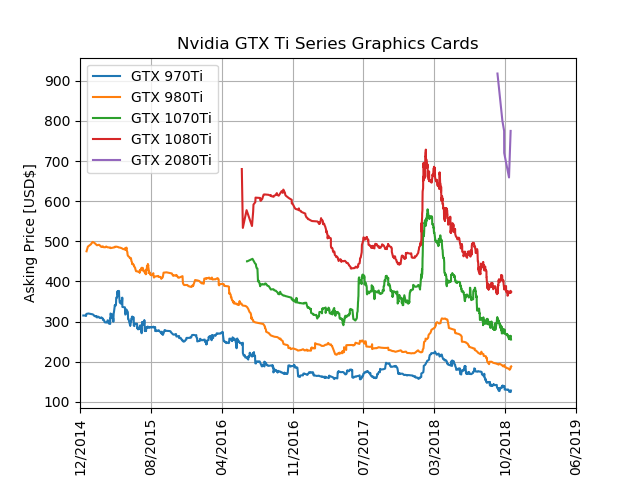 Nvidia GTX Ti Series Graphics Cards
GTX 970Ti
GTX 980Ti
GTX 1070Ti
GTX 1080Ti
GTX 2080Ti
Asking Price [USD$]
900
800
700
600
500
400
300
200
100
12/2014
08/2015
04/2016
11/2016
07/2017
03/2018
10/2018
06/2019